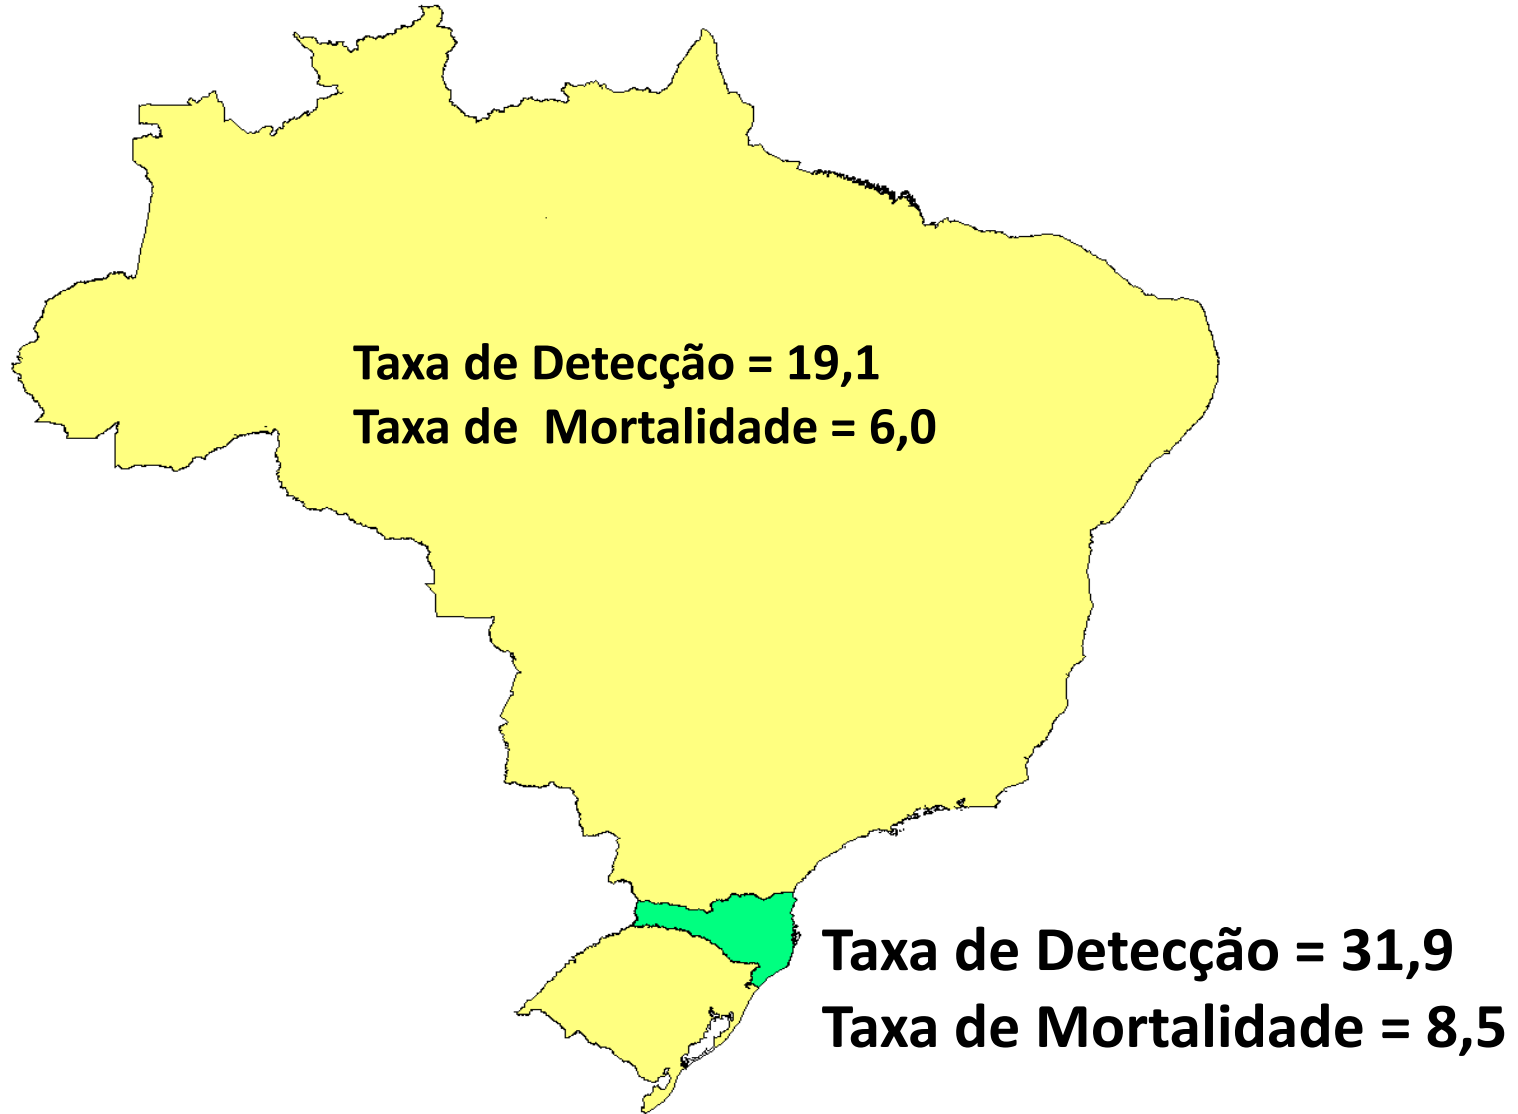 Taxa de Detecção = 19,1
Taxa de  Mortalidade = 6,0
Taxa de Detecção = 31,9
Taxa de Mortalidade = 8,5